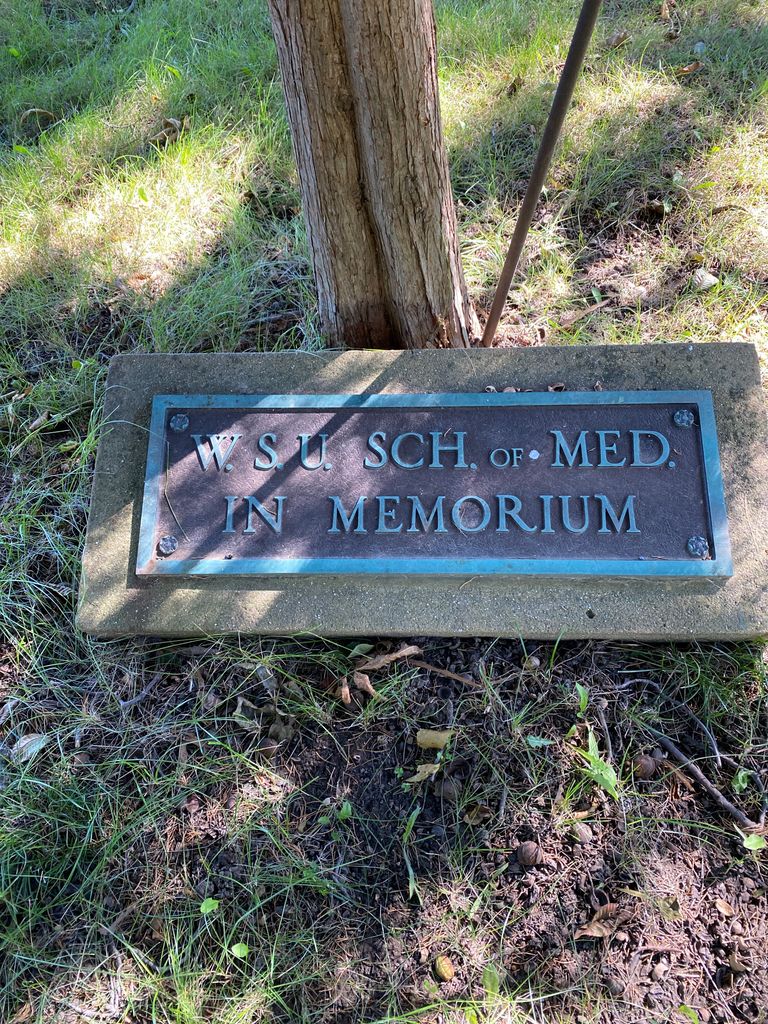 W. S. U. SCH. OF MED.
IN MEMORIUM